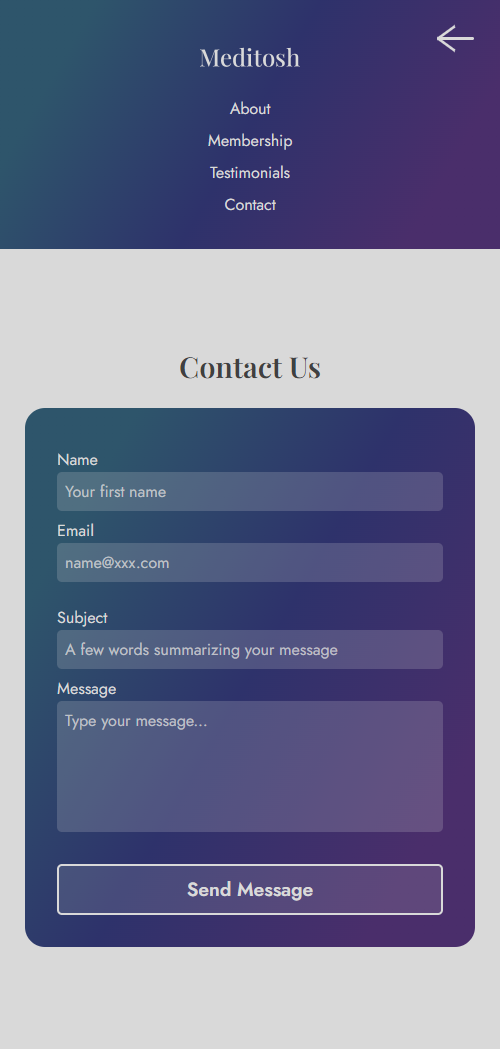 Meditosh
About
Membership
Testimonials
Contact
Contact Us
Name
Your first name
Email
name@xxx.com
Subject
A few words summarizing your message
Message
Type your message...
Send Message